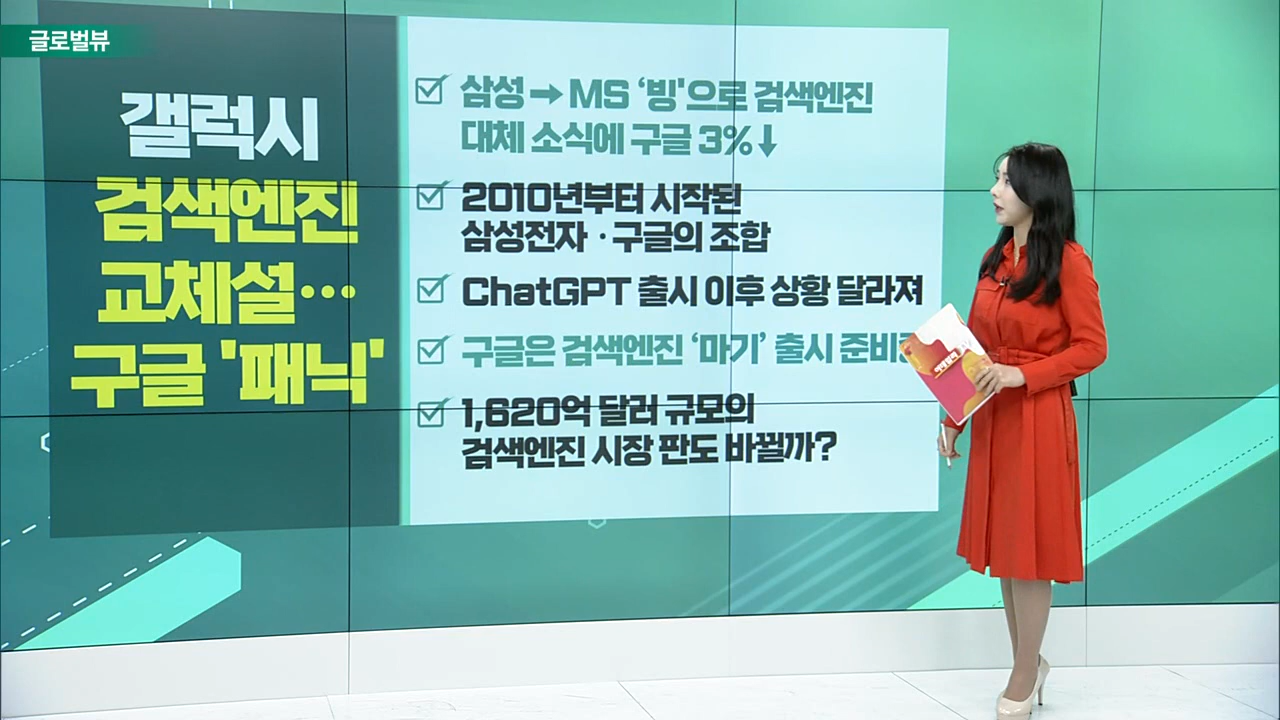 글로벌뷰
갤럭시
검색엔진
교체설…
구글 '패닉'
삼성→MS '빙'으로 검색엔진
대체 소식에 구글 3%↓
2010년부터 시작된
삼성전자·구글의 조합
ChatGPT 출시 이후 상황 달라져
구글은 검색엔진 '마기' 출시 준비
1,620억 달러 규모의
검색엔진 시장 판도 바뀔까?